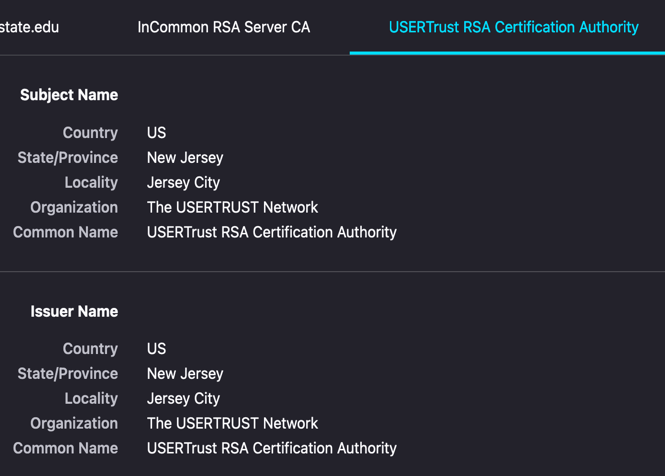 state.edu InCommon RSA Server CA USERTrust RSA Certification Authority
Subject Name
Country US
State/Province New Jersey
Locality Jersey City
Organization The USERTRUST Network
Common Name USERTrust RSA Certification Authority
Issuer Name
Country US
State/Province New Jersey
Locality Jersey City
Organization The USERTRUST Network
Common Name USERTrust RSA Certification Authority